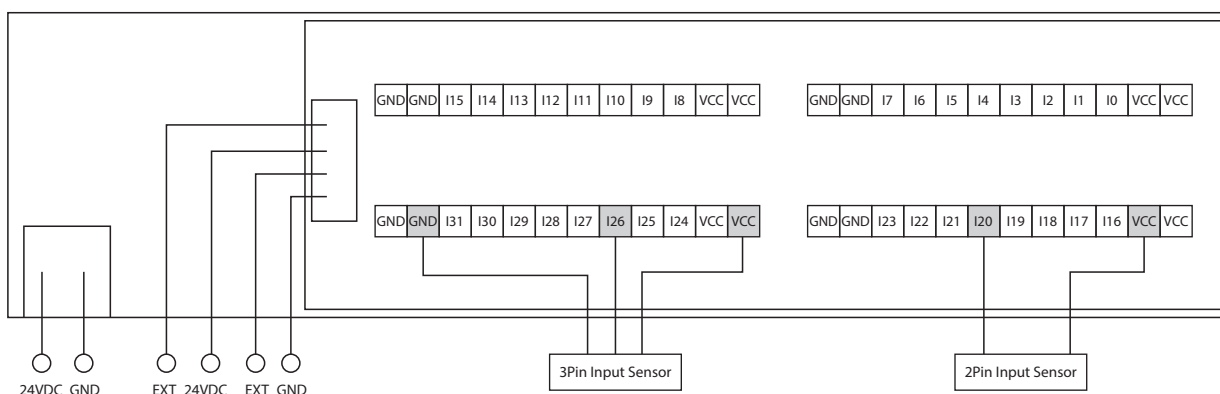 GND GND I15 I14 I13 I12 I11 I10 I9 I8 VCC VCC
GND GND I7 I6 I5 I4 I3 I2 I1 I0 VCC VCC
GND GND I31 I30 I29 I28 I27 I26 I25 I24 VCC VCC
GND GND I23 I22 I21 I20 I19 I18 I17 I16 VCC VCC
3Pin Input Sensor
2Pin Input Sensor
24VDC GND EXT 24VDC EXT GND